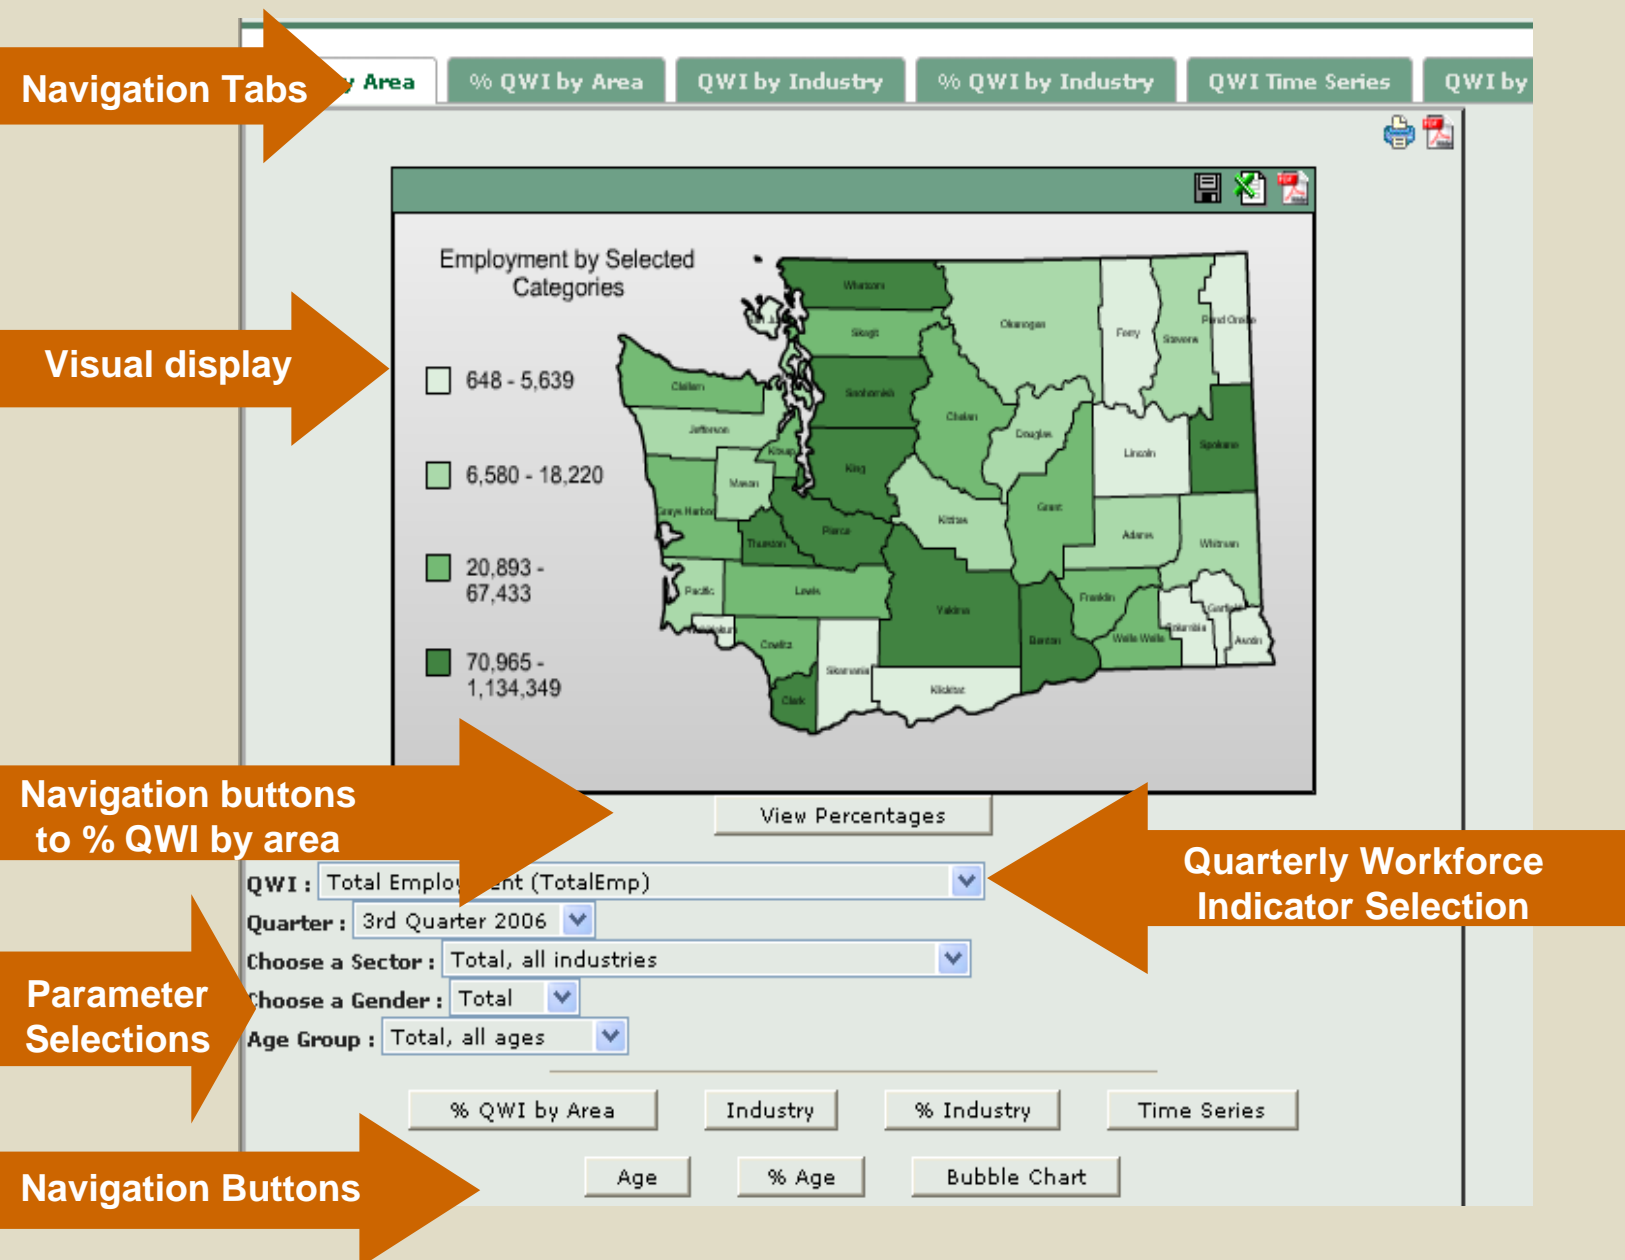 Navigation Tabs
y Area
% QWI by Area
QWI by Industry
% QWI by Industry
QWI Time Series
QWI by
Employment by Selected
Categories
648 - 5,639
6,580 - 18,220
20,893 -
67,433
70,965 -
1,134,349
Whatcom
Skagit
Okanogan
Ferry
Stevens
Pend Oreille
Clallam
Snohomish
Chelan
Jefferson
Douglas
Kitsap
King
Lincoln
Spokane
Mason
Grays Harbor
Grant
Kittitas
Pierce
Thurston
Adams
Whitman
Pacific
Lewis
Yakima
Franklin
Benton
Walla Walla
Columbia
Garfield
Asotin
Cowlitz
Skamania
Klickitat
Clark
Visual display
Navigation buttons
to % QWI by area
View Percentages
Quarterly Workforce
Indicator Selection
QWI : Total Employment (TotalEmp)
Quarter : 3rd Quarter 2006
Choose a Sector : Total, all industries
Choose a Gender : Total
Age Group : Total, all ages
Parameter
Selections
% QWI by Area
Industry
% Industry
Time Series
Age
% Age
Bubble Chart
Navigation Buttons